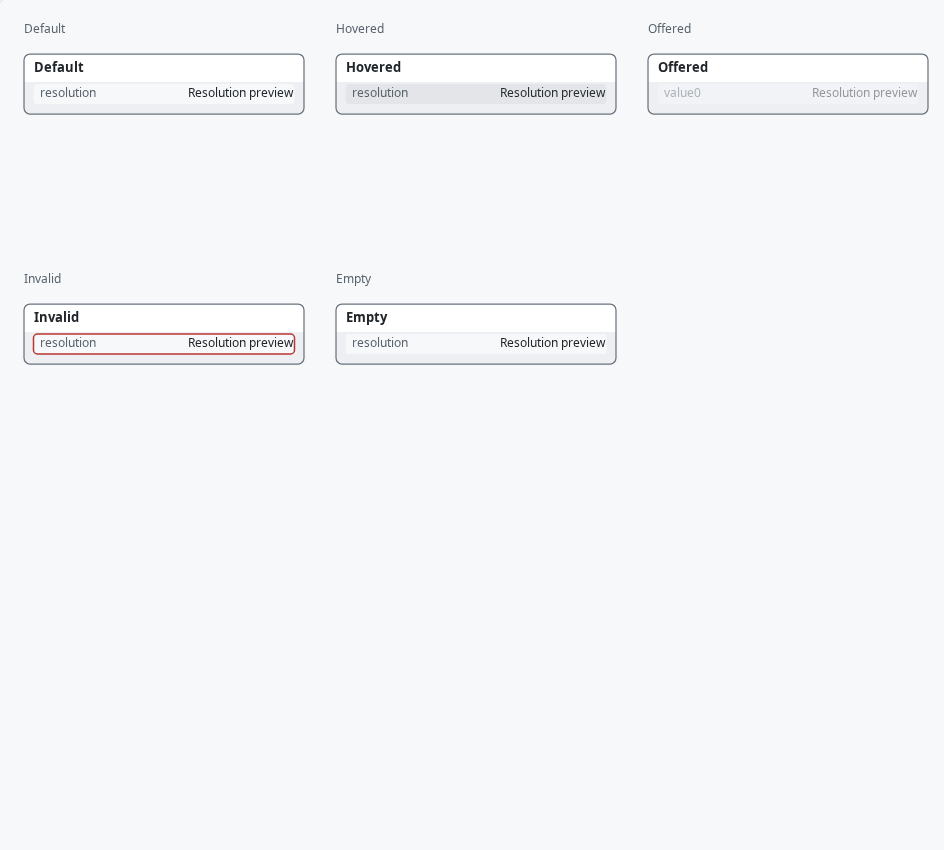 Default
Hovered
Offered
Default
Hovered
Offered
resolution Resolution preview
resolution Resolution preview
value0 Resolution preview
Invalid
Empty
Invalid
Empty
resolution Resolution preview
resolution Resolution preview